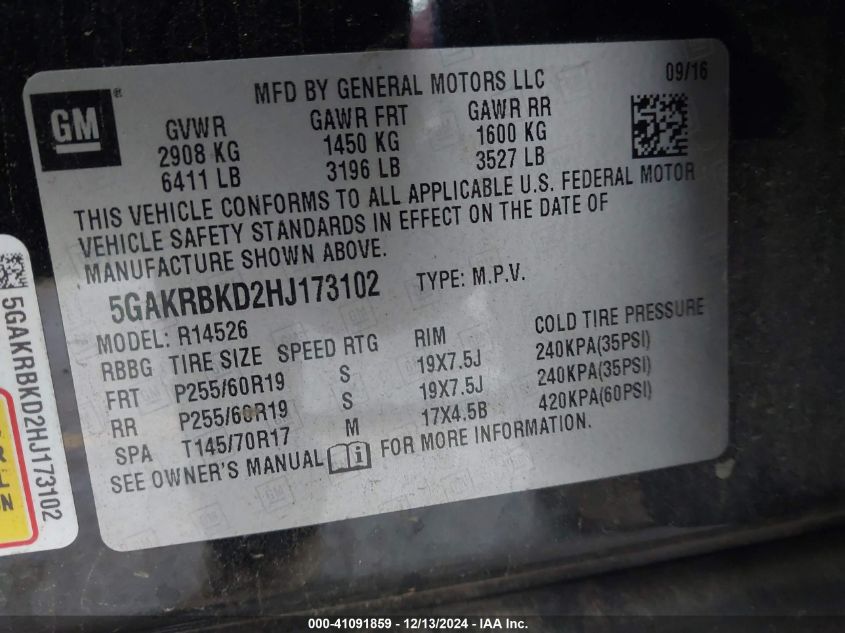 GM®
MFD BY GENERAL MOTORS LLC
09/16
GVWR GAWR FRT GAWR RR
2908 KG 1450 KG 1600 KG
6411 LB 3196 LB 3527 LB
THIS VEHICLE CONFORMS TO ALL APPLICABLE U.S. FEDERAL MOTOR
VEHICLE SAFETY STANDARDS IN EFFECT ON THE DATE OF
MANUFACTURE SHOWN ABOVE.
5GAKRBKD2HJ173102 TYPE: M.P.V.
MODEL: R14526
RBBG TIRE SIZE SPEED RTG RIM COLD TIRE PRESSURE
FRT P255/60R19 S 19X7.5J 240KPA(35PSI)
RR P255/60R19 S 19X7.5J 240KPA(35PSI)
SPA T145/70R17 M 17X4.5B 420KPA(60PSI)
SEE OWNER'S MANUAL FOR MORE INFORMATION.
5GAKRBKD2HJ173102
000-41091859 - 12/13/2024 - IAA Inc.